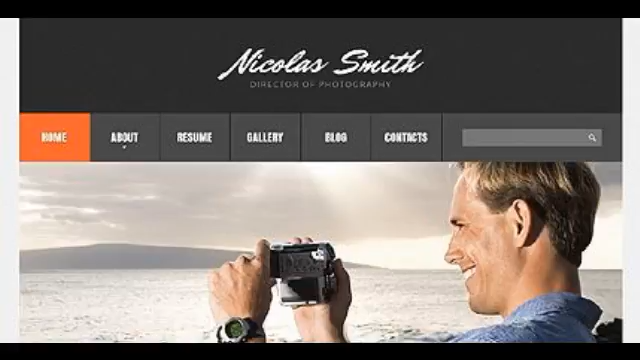 Nicolas Smith
DIRECTOR OF PHOTOGRAPHY
HOME ABOUT RESUME GALLERY BLOG CONTACTS